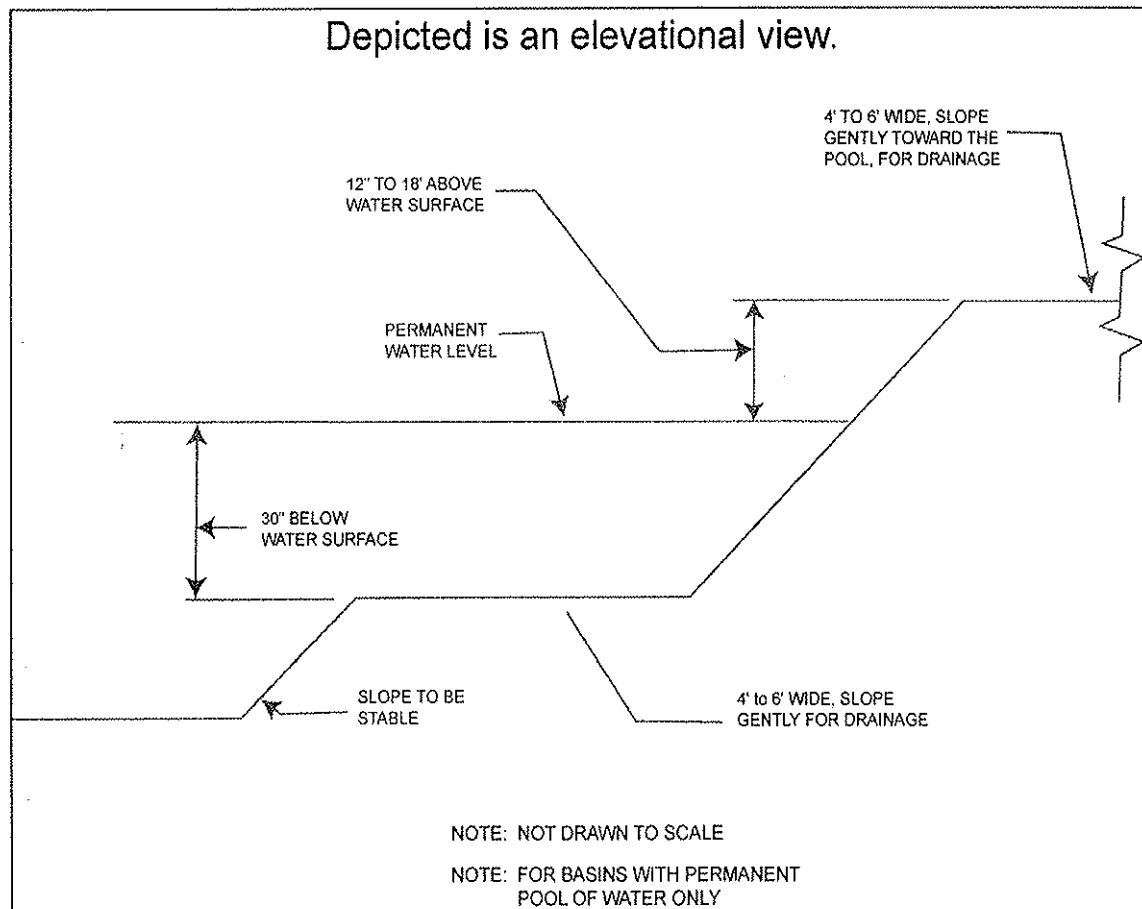 Depicted is an elevational view.
4' TO 6' WIDE, SLOPE
GENTLY TOWARD THE
POOL, FOR DRAINAGE
12" TO 18' ABOVE
WATER SURFACE
PERMANENT
WATER LEVEL
30" BELOW
WATER SURFACE
SLOPE TO BE
STABLE
4' to 6' WIDE, SLOPE
GENTLY FOR DRAINAGE
NOTE: NOT DRAWN TO SCALE
NOTE: FOR BASINS WITH PERMANENT
POOL OF WATER ONLY